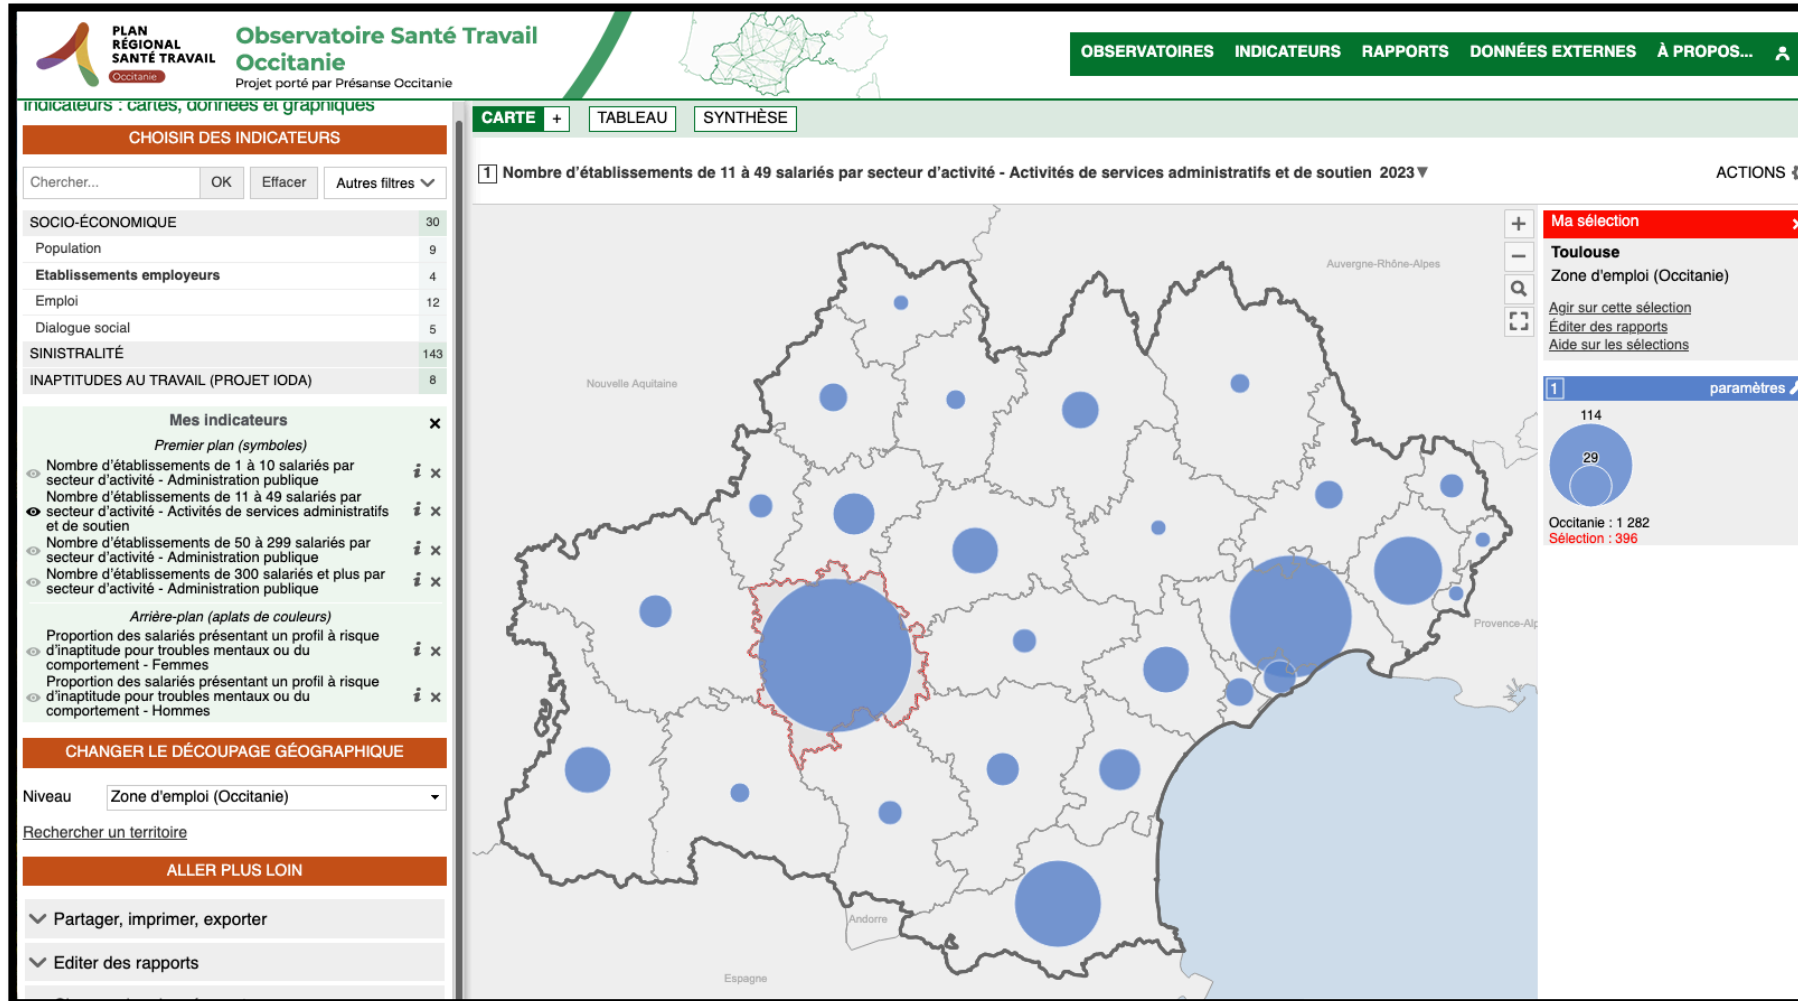 PLAN
RÉGIONAL
SANTÉ TRAVAIL
Occitanie
Observatoire Santé Travail
Occitanie
Projet porté par Présanse Occitanie
OBSERVATOIRES INDICATEURS RAPPORTS DONNÉES EXTERNES À PROPOS...
Indicateurs : cartes, données et graphiques
CHOISIR DES INDICATEURS
Chercher... OK Effacer Autres filtres
SOCIO-ÉCONOMIQUE 30
Population 9
Etablissements employeurs 4
Emploi 12
Dialogue social 5
SINISTRALITÉ 143
INAPTITUDES AU TRAVAIL (PROJET IODA) 8
Mes indicateurs
Premier plan (symboles)
Nombre d'établissements de 1 à 10 salariés par
secteur d'activité - Administration publique
Nombre d'établissements de 11 à 49 salariés par
secteur d'activité - Activités de services administratifs
et de soutien
Nombre d'établissements de 50 à 299 salariés par
secteur d'activité - Administration publique
Nombre d'établissements de 300 salariés et plus par
secteur d'activité - Administration publique
Arrière-plan (aplats de couleurs)
Proportion des salariés présentant un profil à risque
d'inaptitude pour troubles mentaux ou du
comportement - Femmes
Proportion des salariés présentant un profil à risque
d'inaptitude pour troubles mentaux ou du
comportement - Hommes
CHANGER LE DÉCOUPAGE GÉOGRAPHIQUE
Niveau Zone d'emploi (Occitanie)
Rechercher un territoire
ALLER PLUS LOIN
Partager, imprimer, exporter
Editer des rapports
CARTE + TABLEAU SYNTHÈSE
1 Nombre d'établissements de 11 à 49 salariés par secteur d'activité - Activités de services administratifs et de soutien 2023
ACTIONS
Auvergne-Rhône-Alpes
Nouvelle Aquitaine
Provence-Alp
Andorre
Espagne
Ma sélection
Toulouse
Zone d'emploi (Occitanie)
Agir sur cette sélection
Éditer des rapports
Aide sur les sélections
1 paramètres
114
29
Occitanie : 1 282
Sélection : 396